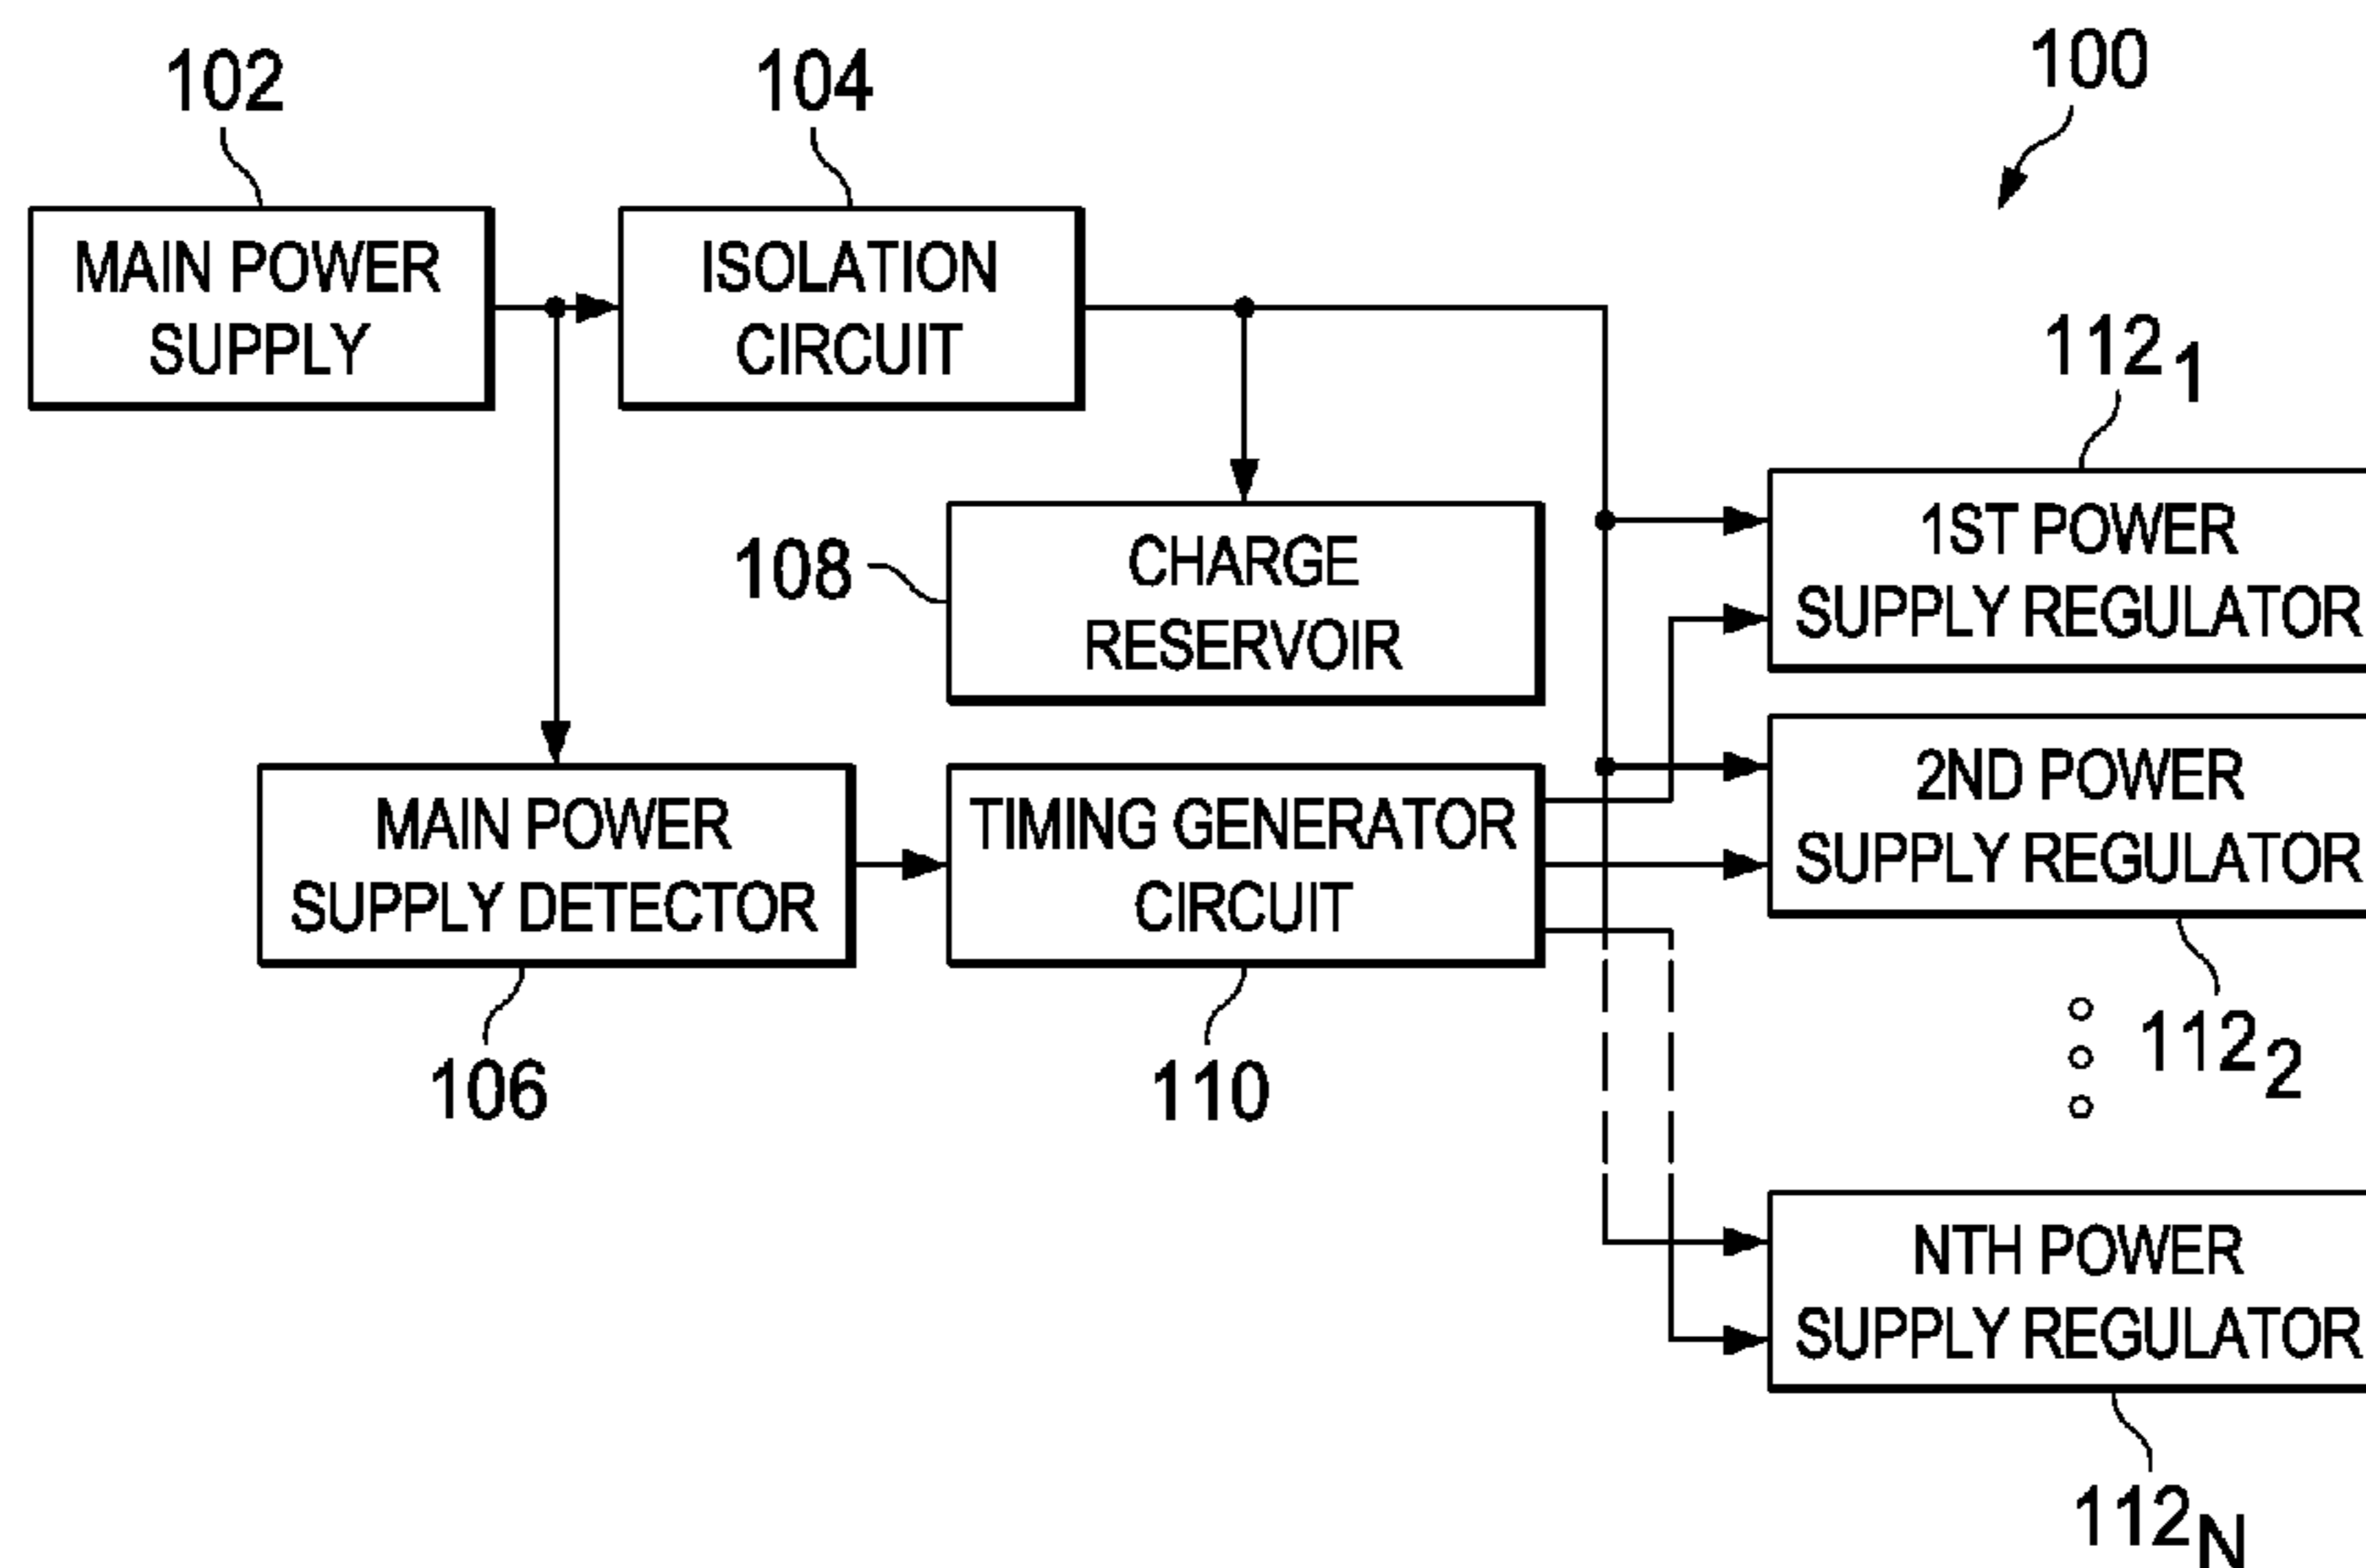 100
102
104
MAIN POWER
SUPPLY
ISOLATION
CIRCUIT
112₁
108
CHARGE
RESERVOIR
1ST POWER
SUPPLY REGULATOR
MAIN POWER
SUPPLY DETECTOR
TIMING GENERATOR
CIRCUIT
2ND POWER
SUPPLY REGULATOR
106
110
112₂
NTH POWER
SUPPLY REGULATOR
112N